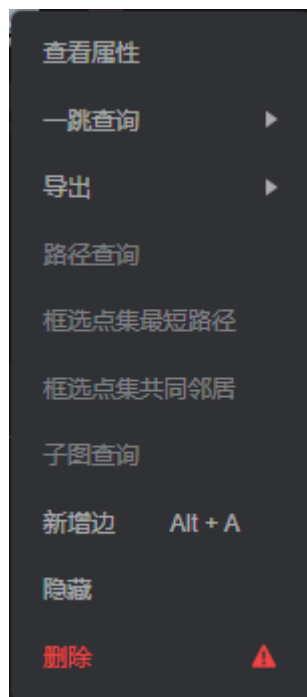 查看属性
一跳查询
导出
路径查询
框选点集最短路径
框选点集共同邻居
子图查询
新增边 Alt + A
隐藏
删除